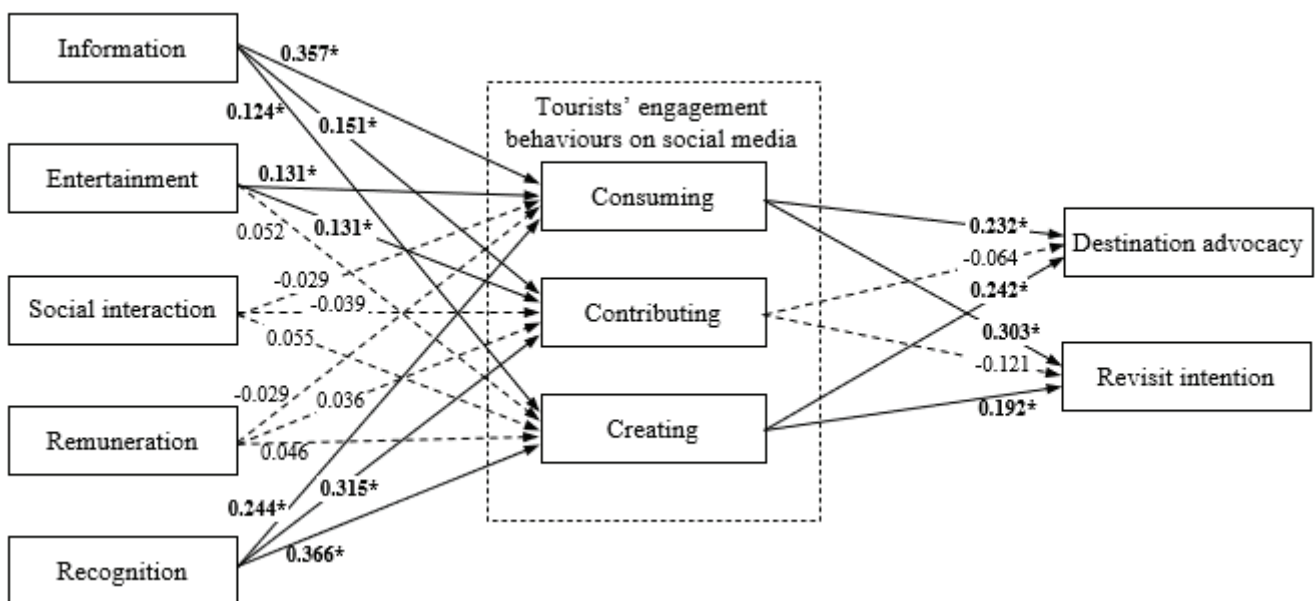 Information
0.357*
0.124*
0.151*
Tourists’ engagement
behaviours on social media
Entertainment
0.131*
Consuming
0.052
0.131*
0.232*
Destination advocacy
-0.064
Social interaction
-0.029
-0.039
Contributing
0.242*
0.055
0.303*
-0.121
Revisit intention
-0.029
0.036
0.192*
Remuneration
0.046
Creating
0.244*
0.315*
0.366*
Recognition